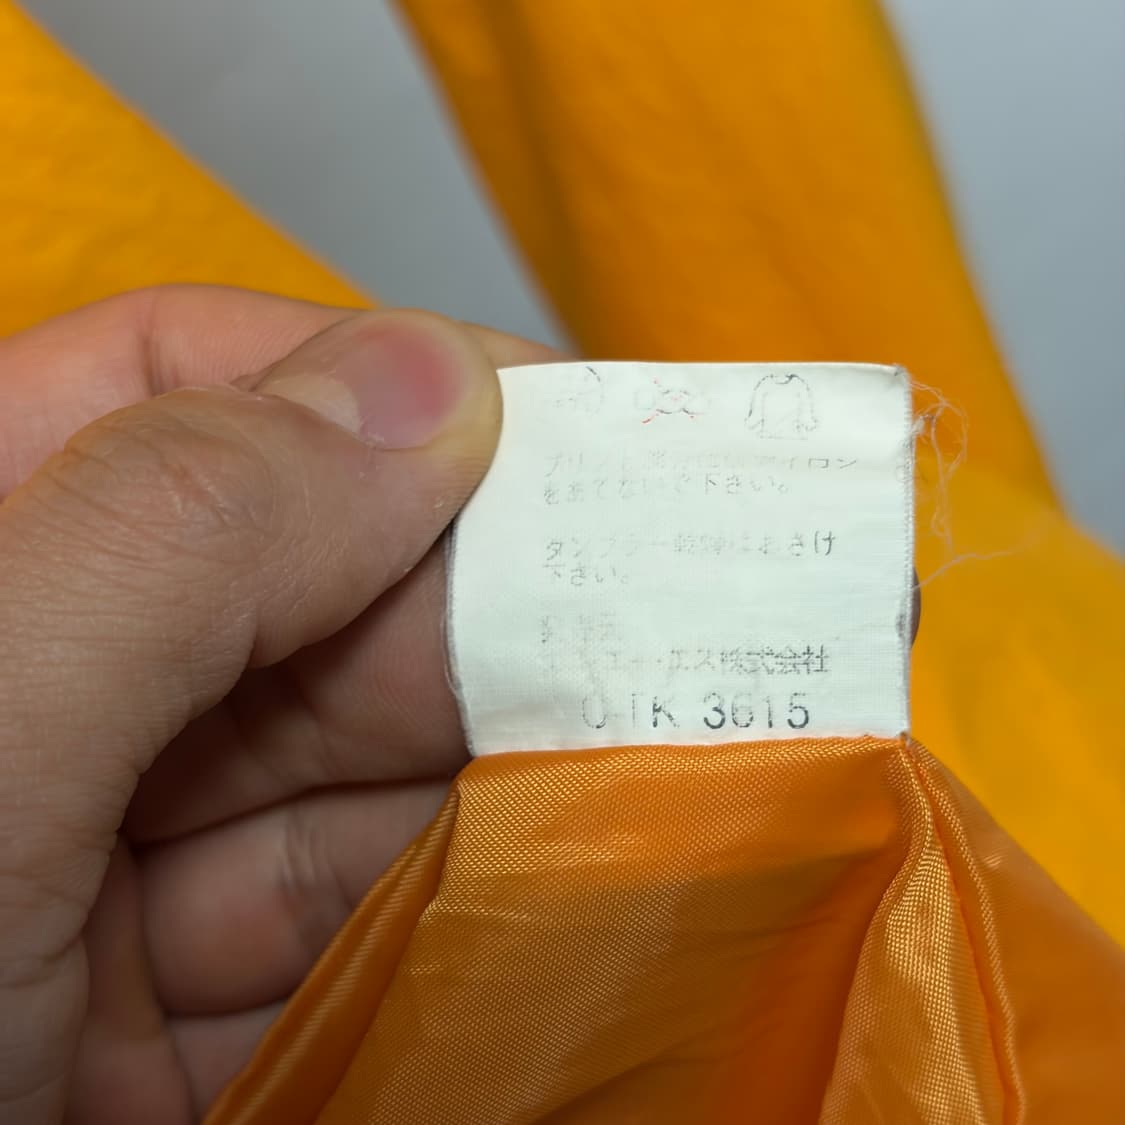 プリント部分にはアイロン
をあてないで下さい。
タンブラー乾燥はおさけ
下さい。
エー・エス株式会社
3615